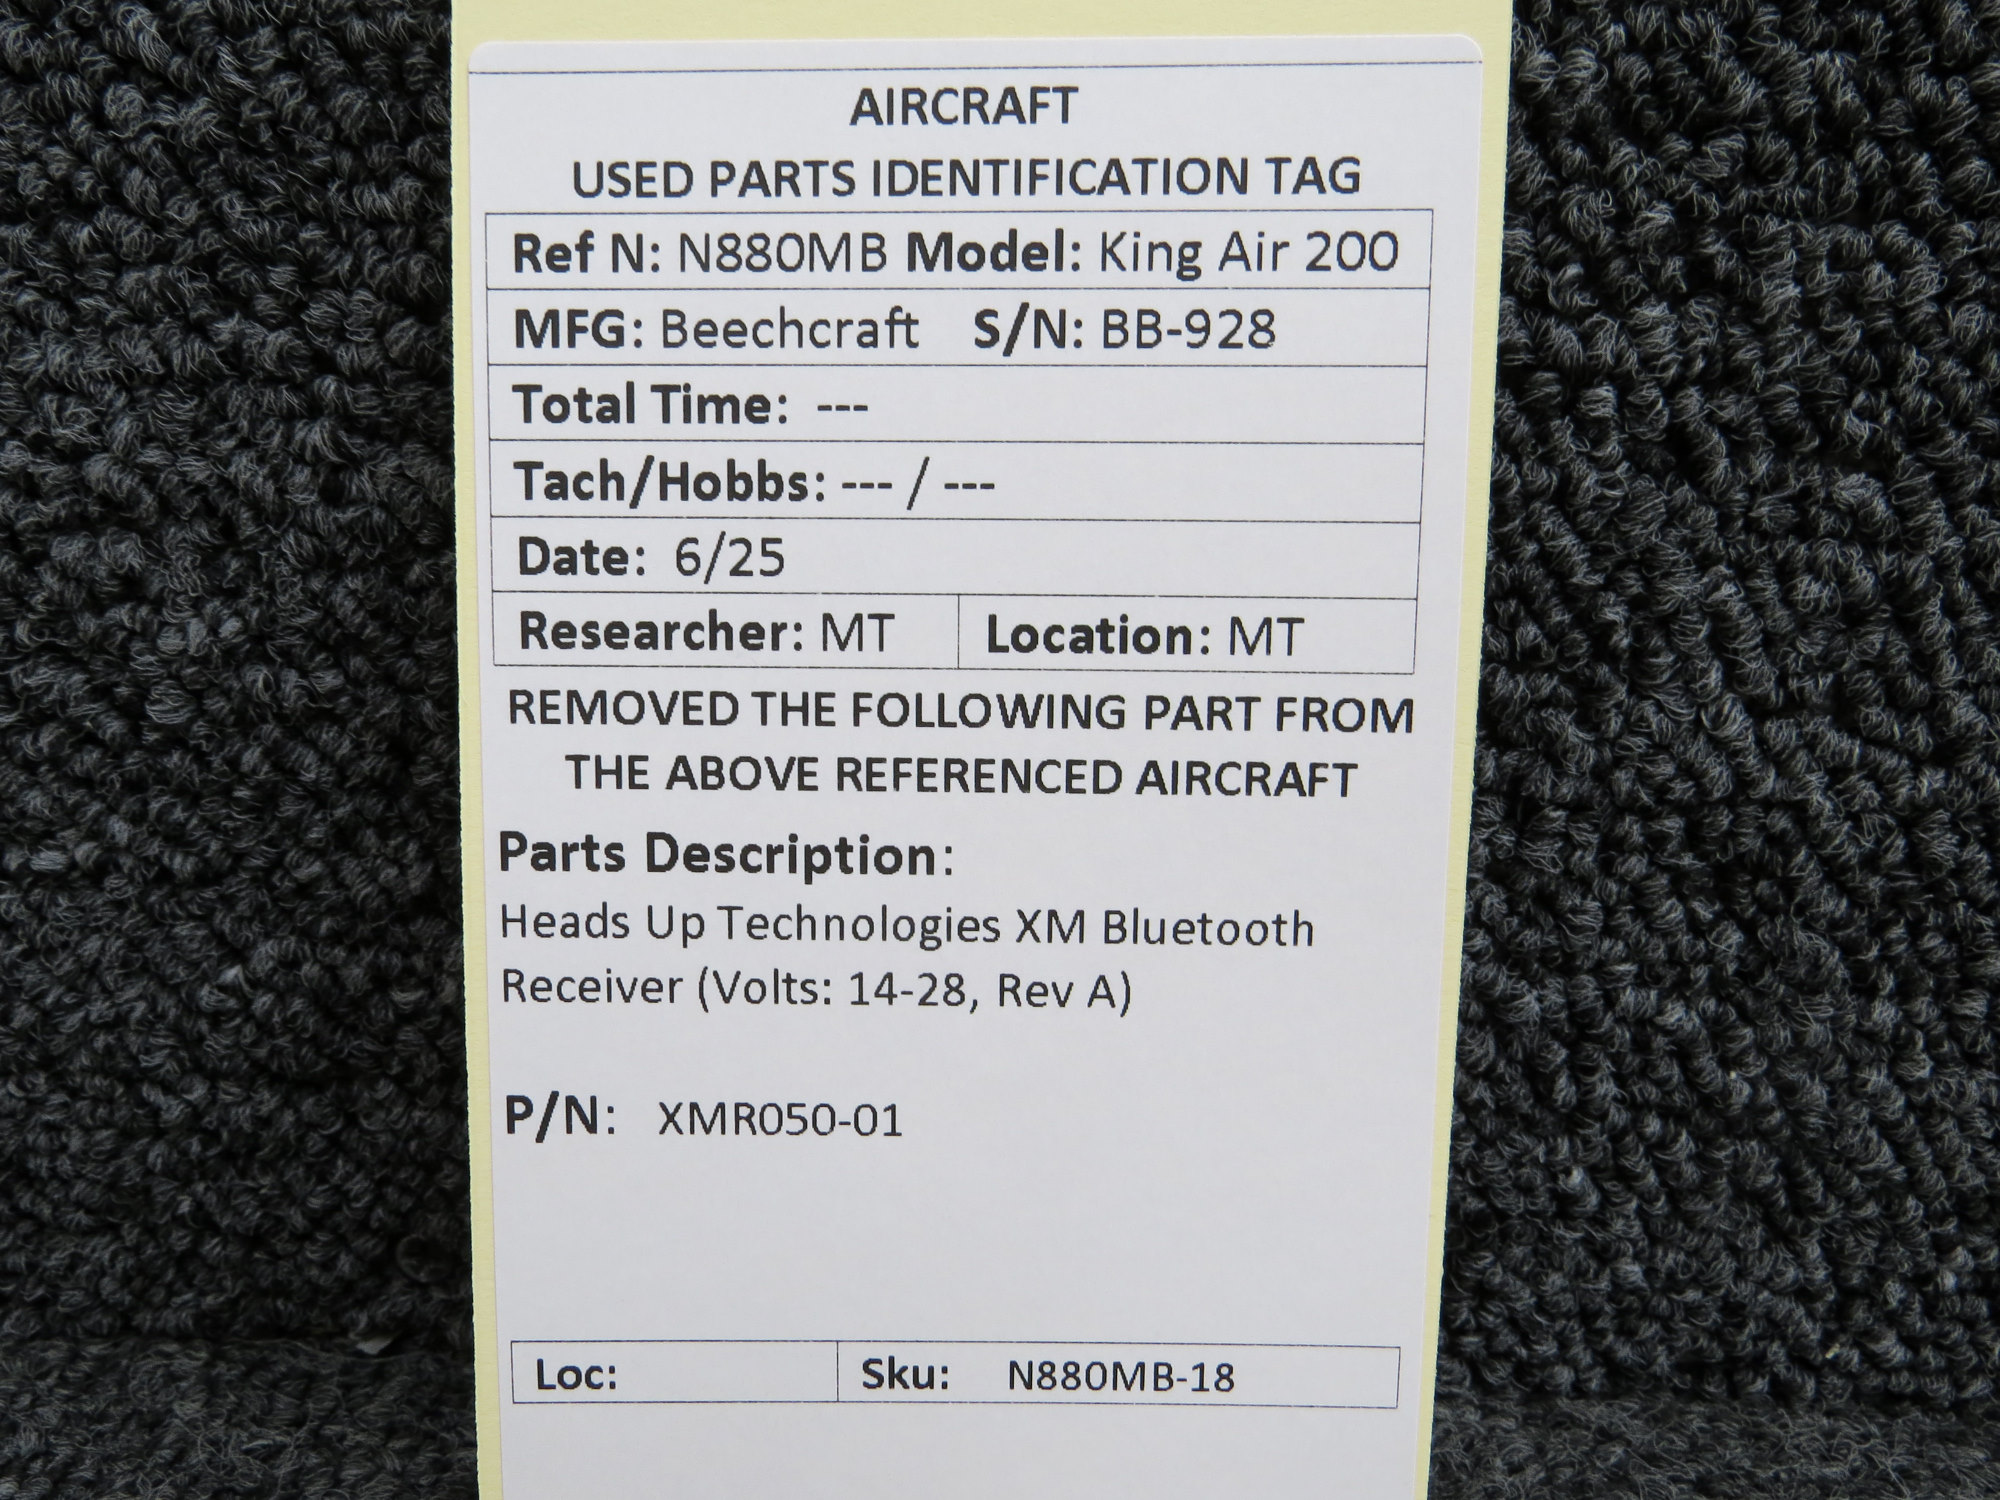 AIRCRAFT
USED PARTS IDENTIFICATION TAG
Ref N: N880MB Model: King Air 200
MFG: Beechcraft S/N: BB-928
Total Time: ---
Tach/Hobbs: --- / ---
Date: 6/25
Researcher: MT Location: MT
REMOVED THE FOLLOWING PART FROM
THE ABOVE REFERENCED AIRCRAFT
Parts Description:
Heads Up Technologies XM Bluetooth
Receiver (Volts: 14-28, Rev A)
P/N: XMR050-01
Loc: Sku: N880MB-18